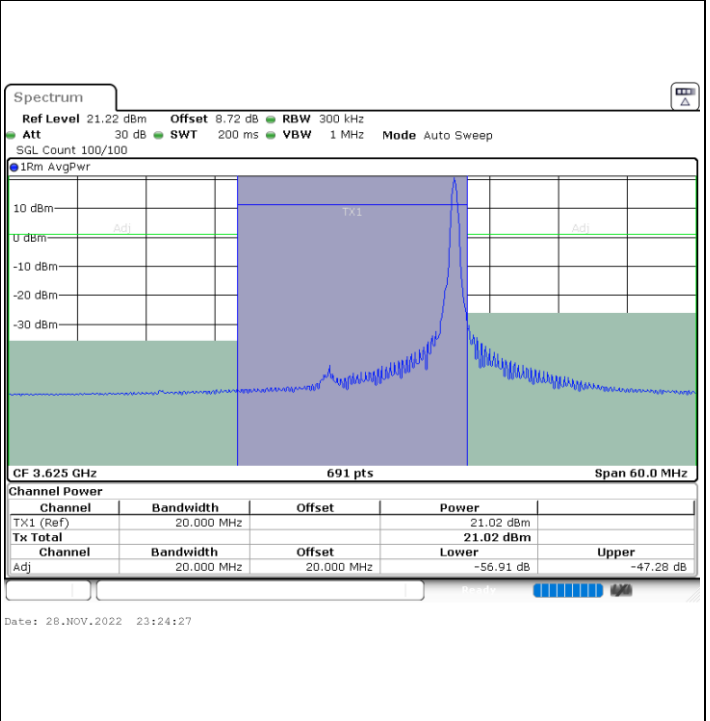 Spectrum
Ref Level 21.22 dBm Offset 8.72 dB RBW 300 kHz
Att 30 dB SWT 200 ms VBW 1 MHz Mode Auto Sweep
SGL Count 100/100
1Rm AvgPwr
10 dBm
TX1
Adj Adj
0 dBm
-10 dBm
-20 dBm
-30 dBm
CF 3.625 GHz 691 pts Span 60.0 MHz
Channel Power
Channel Bandwidth Offset Power
TX1 (Ref) 20.000 MHz 21.02 dBm
Tx Total 21.02 dBm
Channel Bandwidth Offset Lower Upper
Adj 20.000 MHz 20.000 MHz -56.91 dB -47.28 dB
Ready
Date: 28.NOV.2022 23:24:27